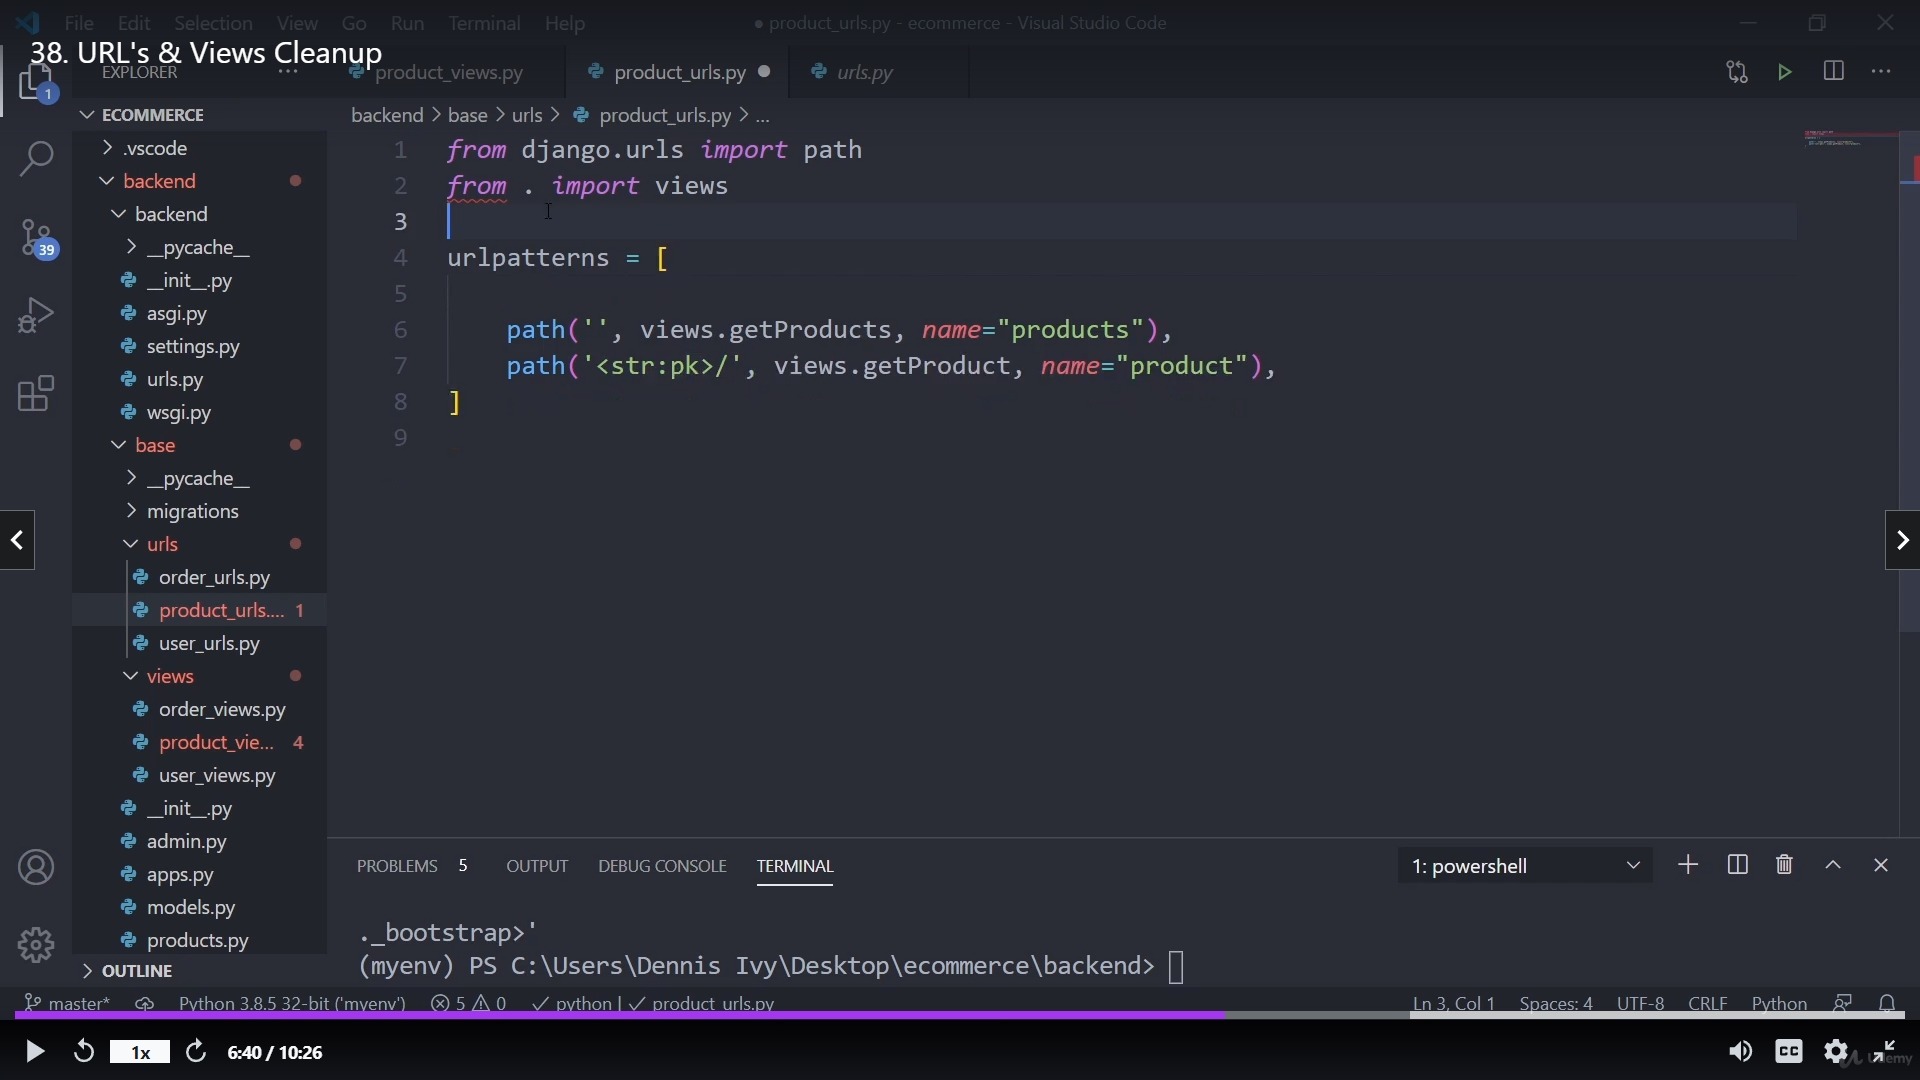 File Edit Selection View Go Run Terminal Help
● product_urls.py - ecommerce - Visual Studio Code
38. URL's & Views Cleanup
EXPLORER
product_views.py
product_urls.py
urls.py
1
ECOMMERCE
backend > base > urls > product_urls.py > ...
.vscode
backend
backend
__pycache__
39
__init__.py
asgi.py
settings.py
urls.py
wsgi.py
base
__pycache__
migrations
urls
order_urls.py
product_urls.... 1
user_urls.py
views
order_views.py
product_vie... 4
user_views.py
__init__.py
admin.py
apps.py
models.py
products.py
OUTLINE
1 from django.urls import path
2 from . import views
3
4 urlpatterns = [
5
6 path('', views.getProducts, name="products"),
7 path('<str:pk>/', views.getProduct, name="product"),
8 ]
9
PROBLEMS 5 OUTPUT DEBUG CONSOLE TERMINAL
1: powershell
._bootstrap>'
(myenv) PS C:\Users\Dennis Ivy\Desktop\ecommerce\backend>
master* Python 3.8.5 32-bit ('myenv') 5 0 python | product_urls.py
Ln 3, Col 1 Spaces: 4 UTF-8 CRLF Python
1x 6:40 / 10:26
CC
Udemy